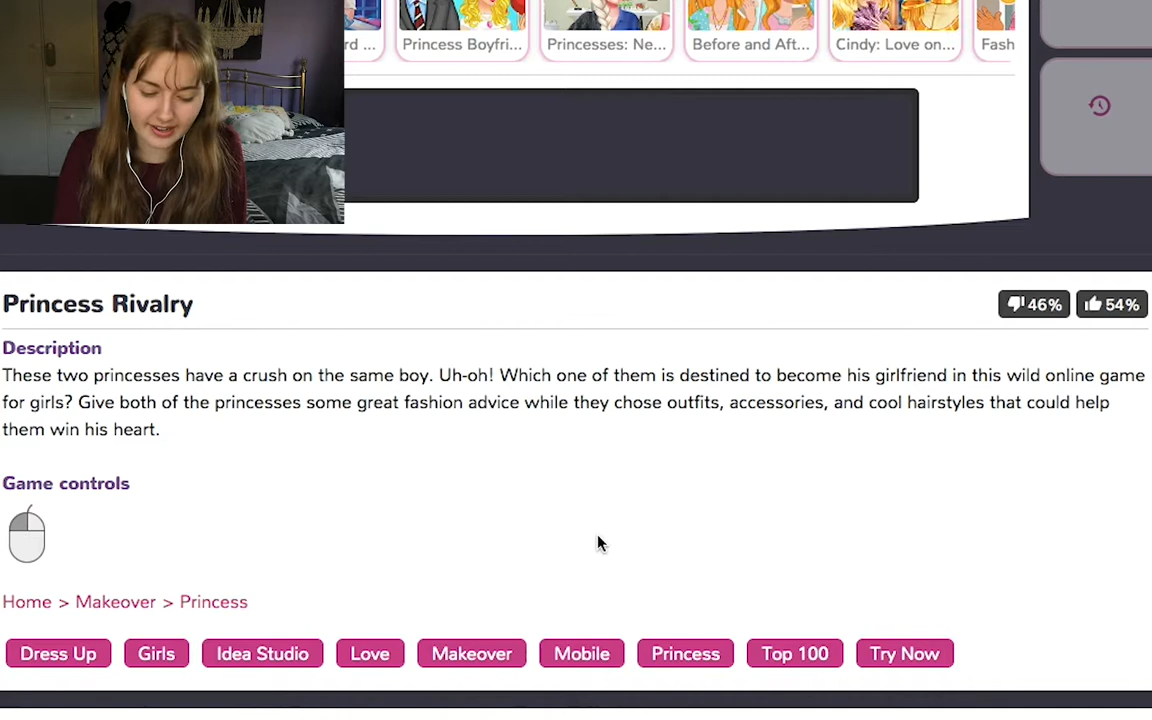 rd ...
Princess Boyfri...
Princesses: Ne...
Before and Aft...
Cindy: Love on...
Fash
Princess Rivalry
46%
54%
Description
These two princesses have a crush on the same boy. Uh-oh! Which one of them is destined to become his girlfriend in this wild online game
for girls? Give both of the princesses some great fashion advice while they chose outfits, accessories, and cool hairstyles that could help
them win his heart.
Game controls
Home > Makeover > Princess
Dress Up
Girls
Idea Studio
Love
Makeover
Mobile
Princess
Top 100
Try Now